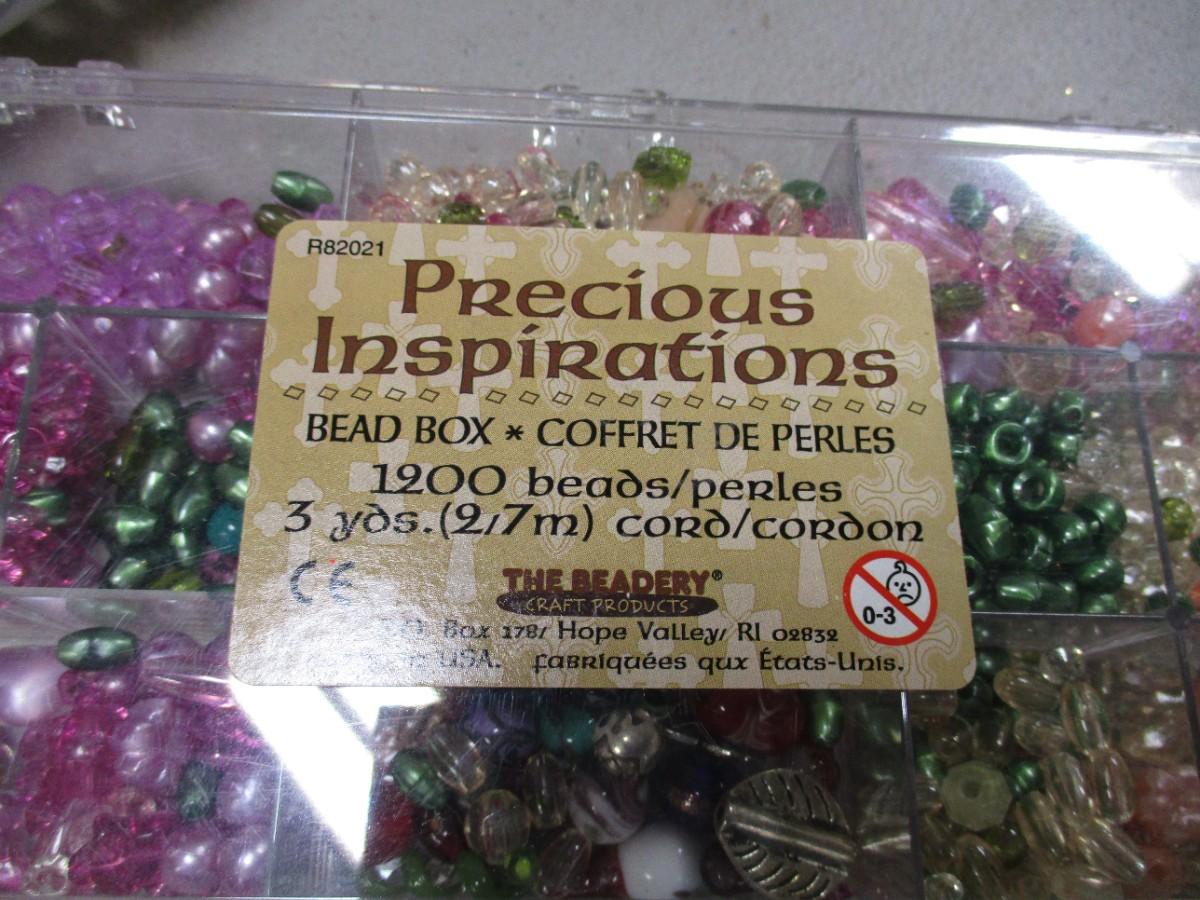 R82021
Precious
Inspirations
BEAD BOX * COFFRET DE PERLES
1200 beads/perles
3 yds.(2,7m) cord/cordon
CE
THE BEADERY®
CRAFT PRODUCTS
0-3
Box 178, Hope Valley, RI 02832
USA. fabriquées qux États-Unis.